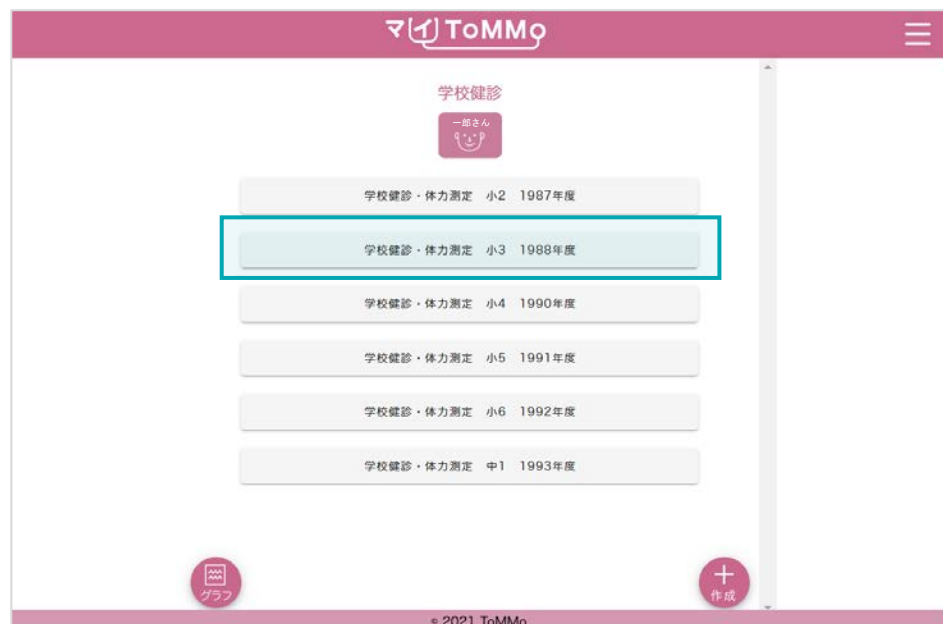 マイ ToMMo
学校健診
一郎さん
学校健診・体力測定 小2 1987年度
学校健診・体力測定 小3 1988年度
学校健診・体力測定 小4 1990年度
学校健診・体力測定 小5 1991年度
学校健診・体力測定 小6 1992年度
学校健診・体力測定 中1 1993年度
グラフ
作成
© 2021 ToMMo